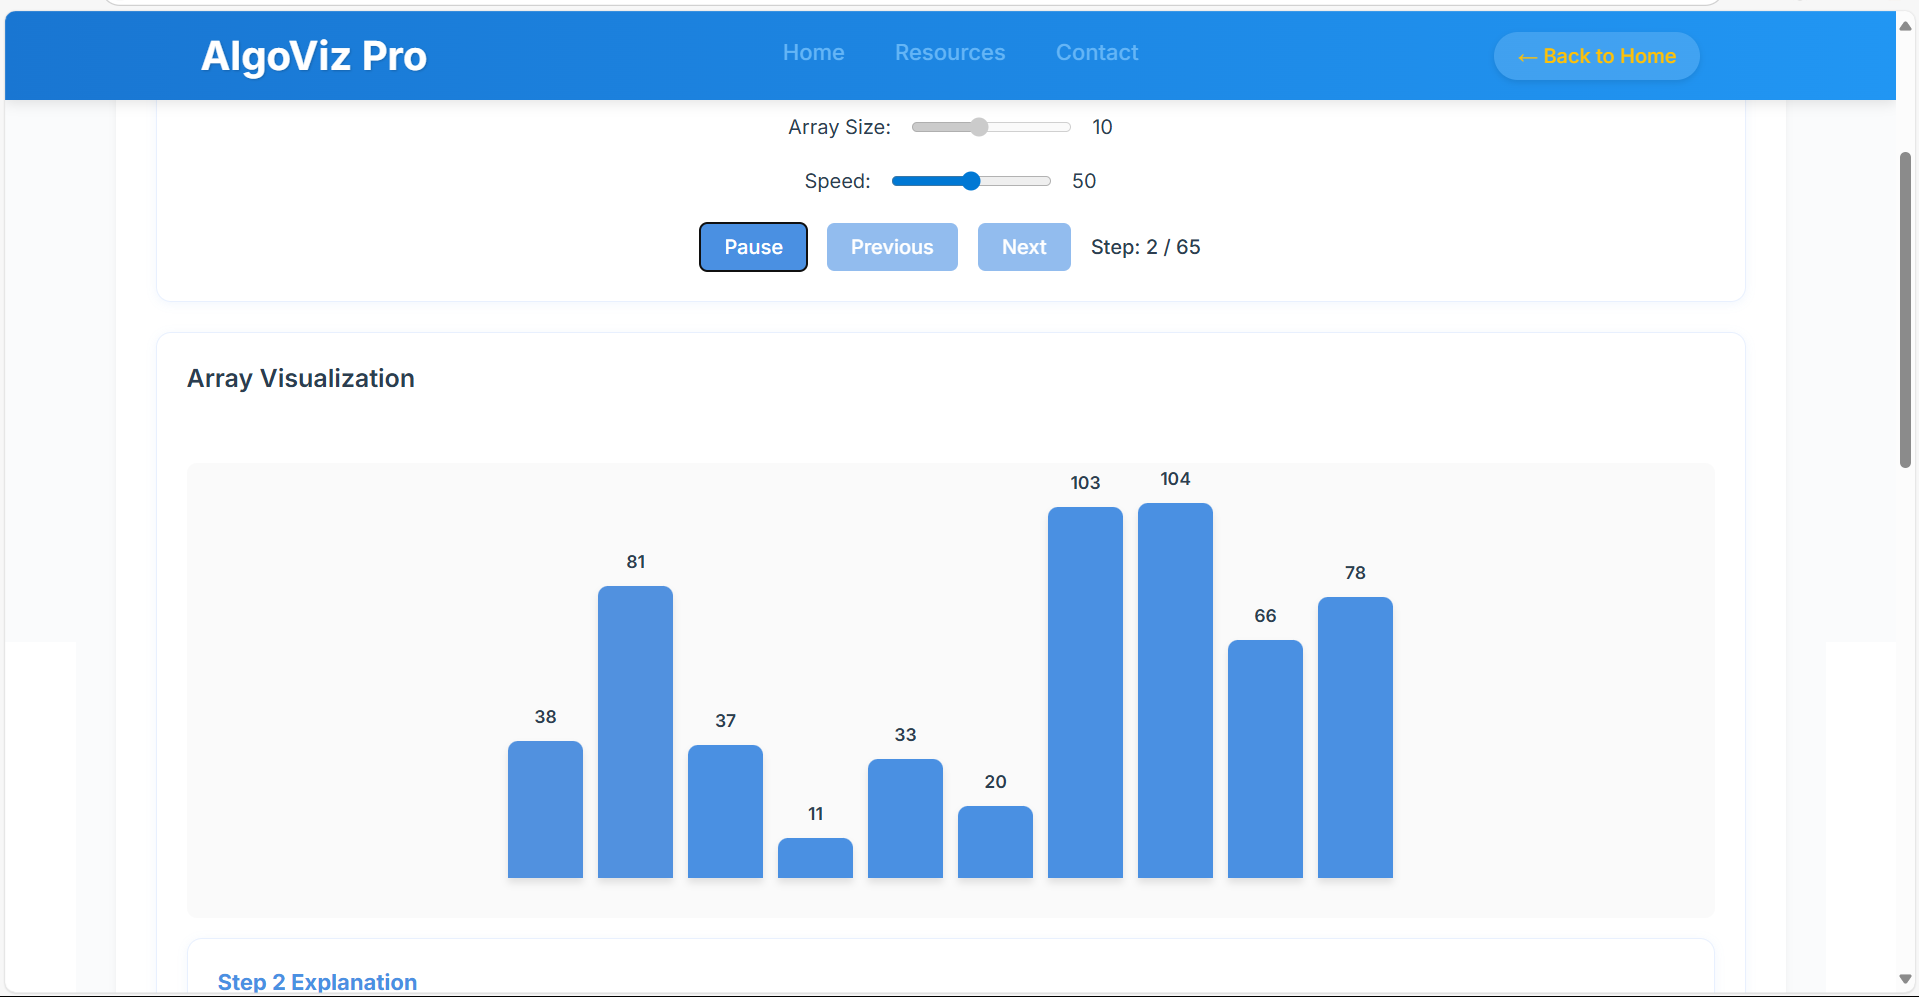 AlgoViz Pro Home Resources Contact ← Back to Home
Array Size: 10
Speed: 50
Pause Previous Next Step: 2 / 65
Array Visualization
38 81 37 11 33 20 103 104 66 78
Step 2 Explanation